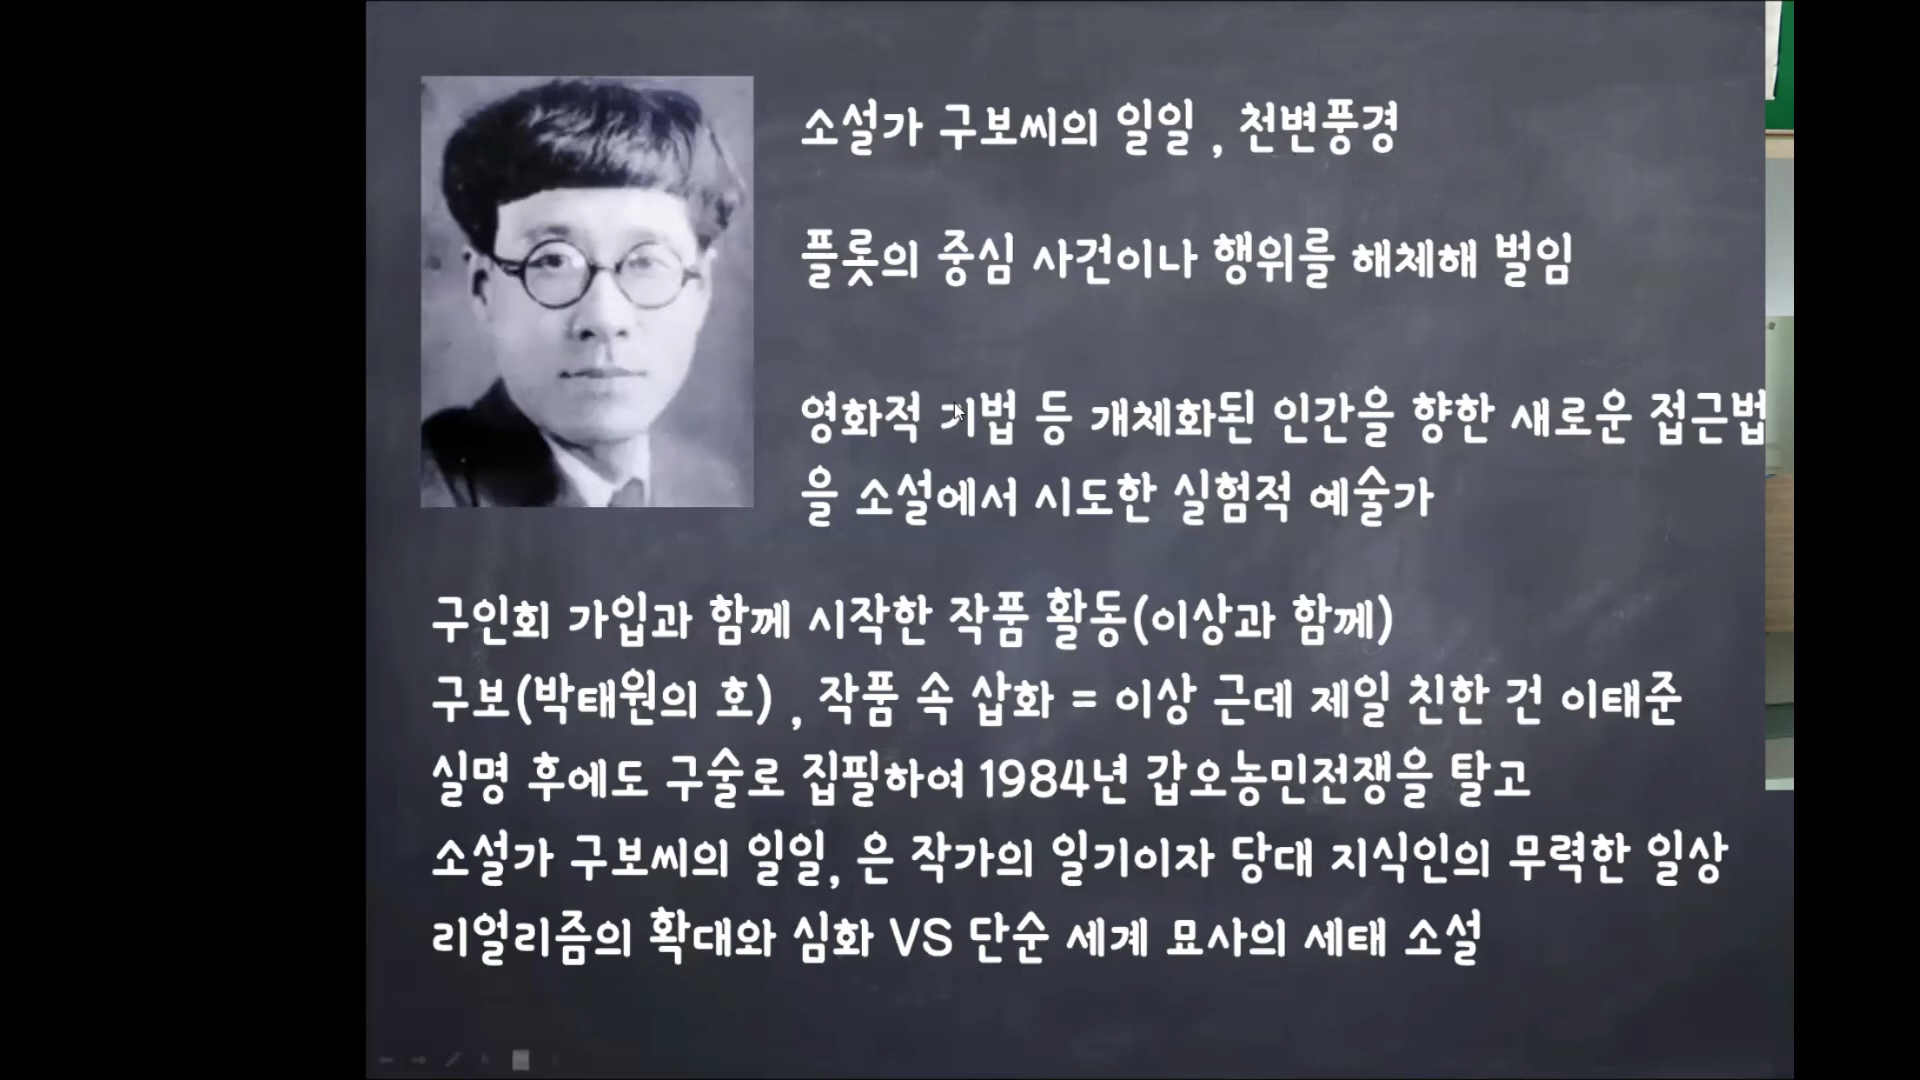 소설가 구보씨의 일일 , 천변풍경
플롯의 중심 사건이나 행위를 해체해 벌임
영화적 기법 등 개체화된 인간을 향한 새로운 접근법
을 소설에서 시도한 실험적 예술가
구인회 가입과 함께 시작한 작품 활동(이상과 함께)
구보(박태원의 호) , 작품 속 삽화 = 이상 근데 제일 친한 건 이태준
실명 후에도 구술로 집필하여 1984년 갑오농민전쟁을 탈고
소설가 구보씨의 일일, 은 작가의 일기이자 당대 지식인의 무력한 일상
리얼리즘의 확대와 심화 VS 단순 세계 묘사의 세태 소설